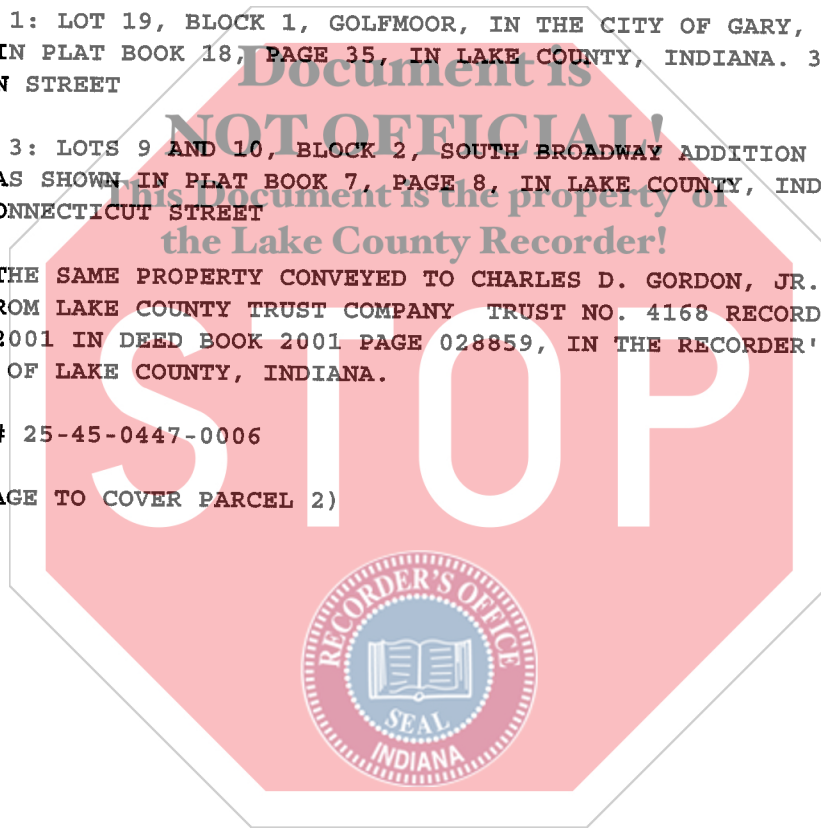 1: LOT 19, BLOCK 1, GOLFMOOR, IN THE CITY OF GARY,
IN PLAT BOOK 18, PAGE 35, IN LAKE COUNTY, INDIANA. 3
N STREET
3: LOTS 9 AND 10, BLOCK 2, SOUTH BROADWAY ADDITION
AS SHOWN IN PLAT BOOK 7, PAGE 8, IN LAKE COUNTY, IND
ONNECTICUT STREET
THE SAME PROPERTY CONVEYED TO CHARLES D. GORDON, JR.
ROM LAKE COUNTY TRUST COMPANY TRUST NO. 4168 RECORD
2001 IN DEED BOOK 2001 PAGE 028859, IN THE RECORDER'
OF LAKE COUNTY, INDIANA.
# 25-45-0447-0006
AGE TO COVER PARCEL 2)
Document is
NOT OFFICIAL!
This Document is the property of
the Lake County Recorder!
STOP
RECORDER'S OFFICE
SEAL
INDIANA